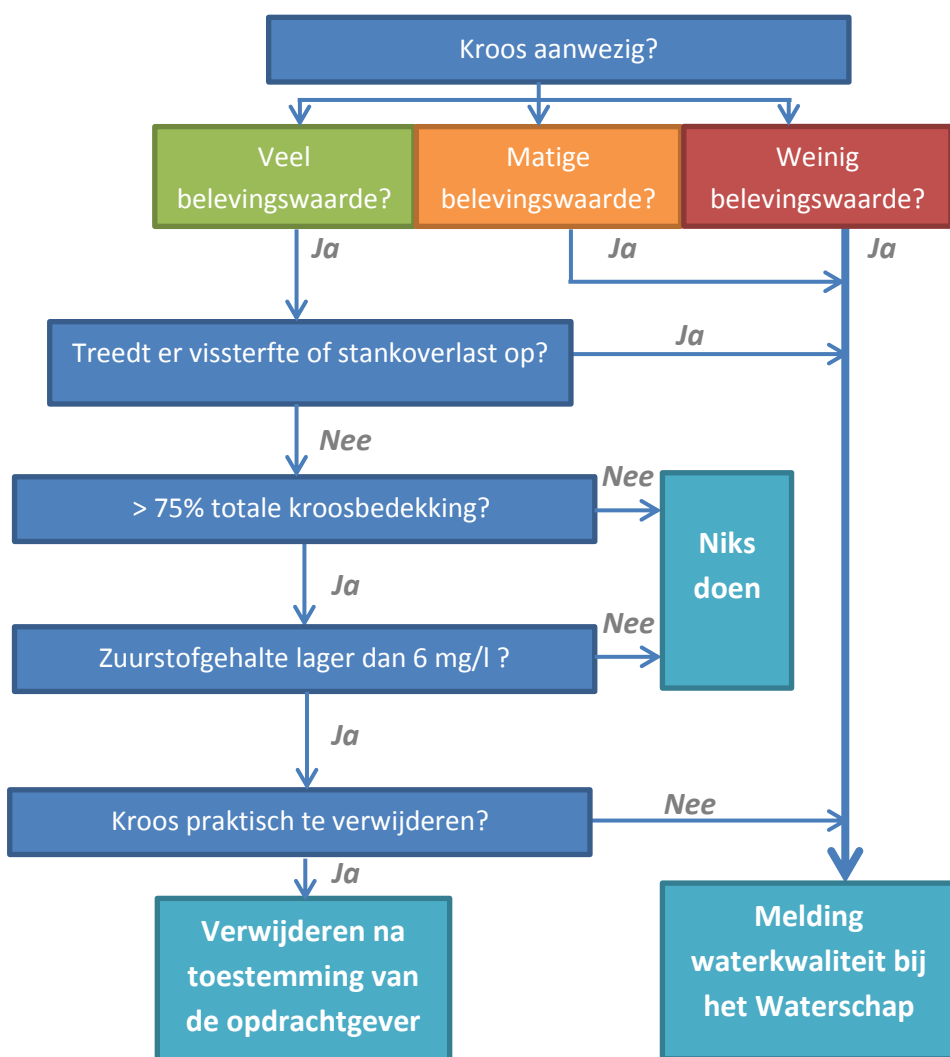 Kroos aanwezig?
Veel
belevingswaarde?
Matige
belevingswaarde?
Weinig
belevingswaarde?
Ja
Ja
Ja
Treedt er vissterfte of stankoverlast op?
Ja
Nee
> 75% totale kroosbedekking?
Nee
Niks
doen
Ja
Zuurstofgehalte lager dan 6 mg/l ?
Nee
Ja
Kroos praktisch te verwijderen?
Nee
Ja
Verwijderen na
toestemming van
de opdrachtgever
Melding
waterkwaliteit bij
het Waterschap